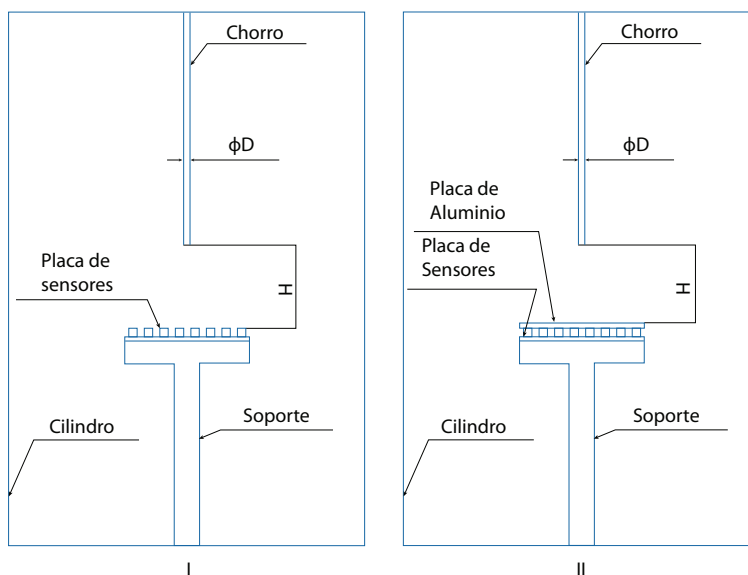 Chorro
ϕD
Placa de
sensores
H
Cilindro
Soporte
I
Chorro
ϕD
Placa de
Aluminio
Placa de
Sensores
H
Cilindro
Soporte
II